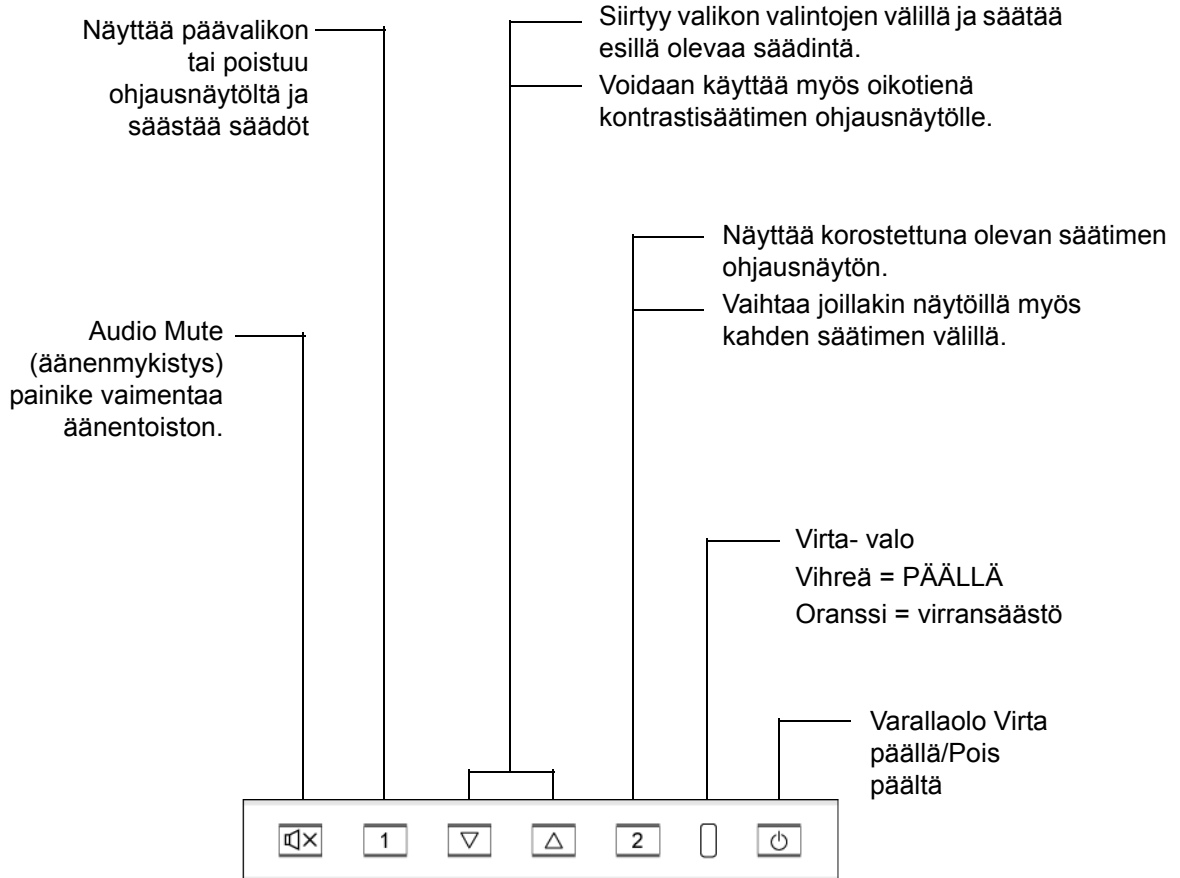 Näyttää päävalikon
tai poistuu
ohjausnäytöltä ja
säästää säädöt
Siirtyy valikon valintojen välillä ja säätää
esillä olevaa säädintä.
Voidaan käyttää myös oikotienä
kontrastisäätimen ohjausnäytölle.
Näyttää korostettuna olevan säätimen
ohjausnäytön.
Vaihtaa joillakin näytöillä myös
kahden säätimen välillä.
Audio Mute
(äänenmykistys)
painike vaimentaa
äänentoiston.
Virta- valo
Vihreä = PÄÄLLÄ
Oranssi = virransäästö
Varallaolo Virta
päällä/Pois
päältä
1
2